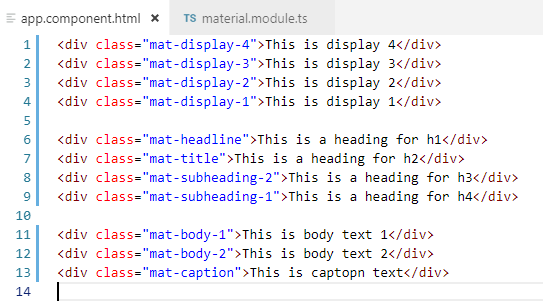 app.component.html × TS material.module.ts
1 <div class="mat-display-4">This is display 4</div>
2 <div class="mat-display-3">This is display 3</div>
3 <div class="mat-display-2">This is display 2</div>
4 <div class="mat-display-1">This is display 1</div>
5
6 <div class="mat-headline">This is a heading for h1</div>
7 <div class="mat-title">This is a heading for h2</div>
8 <div class="mat-subheading-2">This is a heading for h3</div>
9 <div class="mat-subheading-1">This is a heading for h4</div>
10
11 <div class="mat-body-1">This is body text 1</div>
12 <div class="mat-body-2">This is body text 2</div>
13 <div class="mat-caption">This is captopn text</div>
14